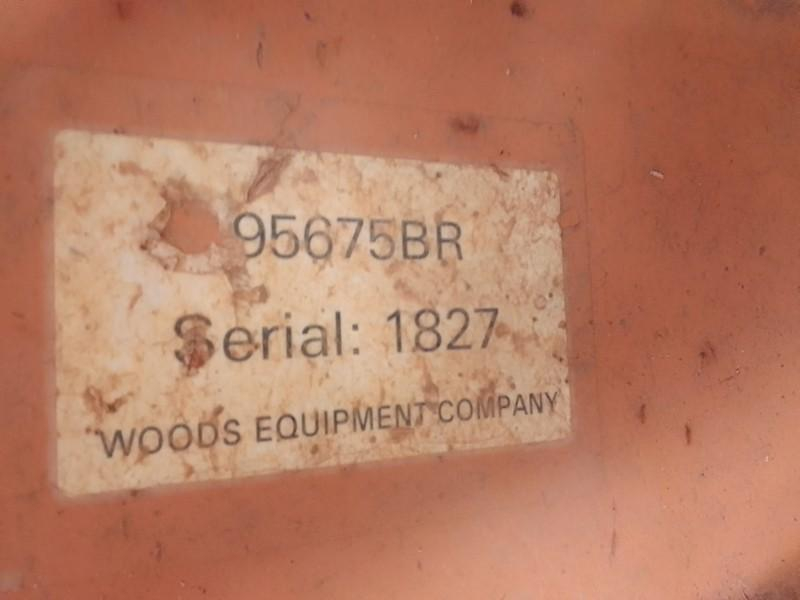 95675BR
Serial: 1827
WOODS EQUIPMENT COMPANY